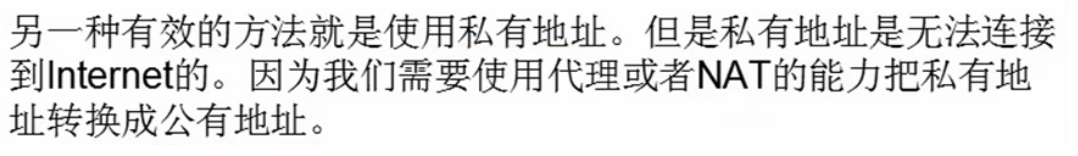 另一种有效的方法就是使用私有地址。但是私有地址是无法连接
到Internet的。因为我们需要使用代理或者NAT的能力把私有地
址转换成公有地址。